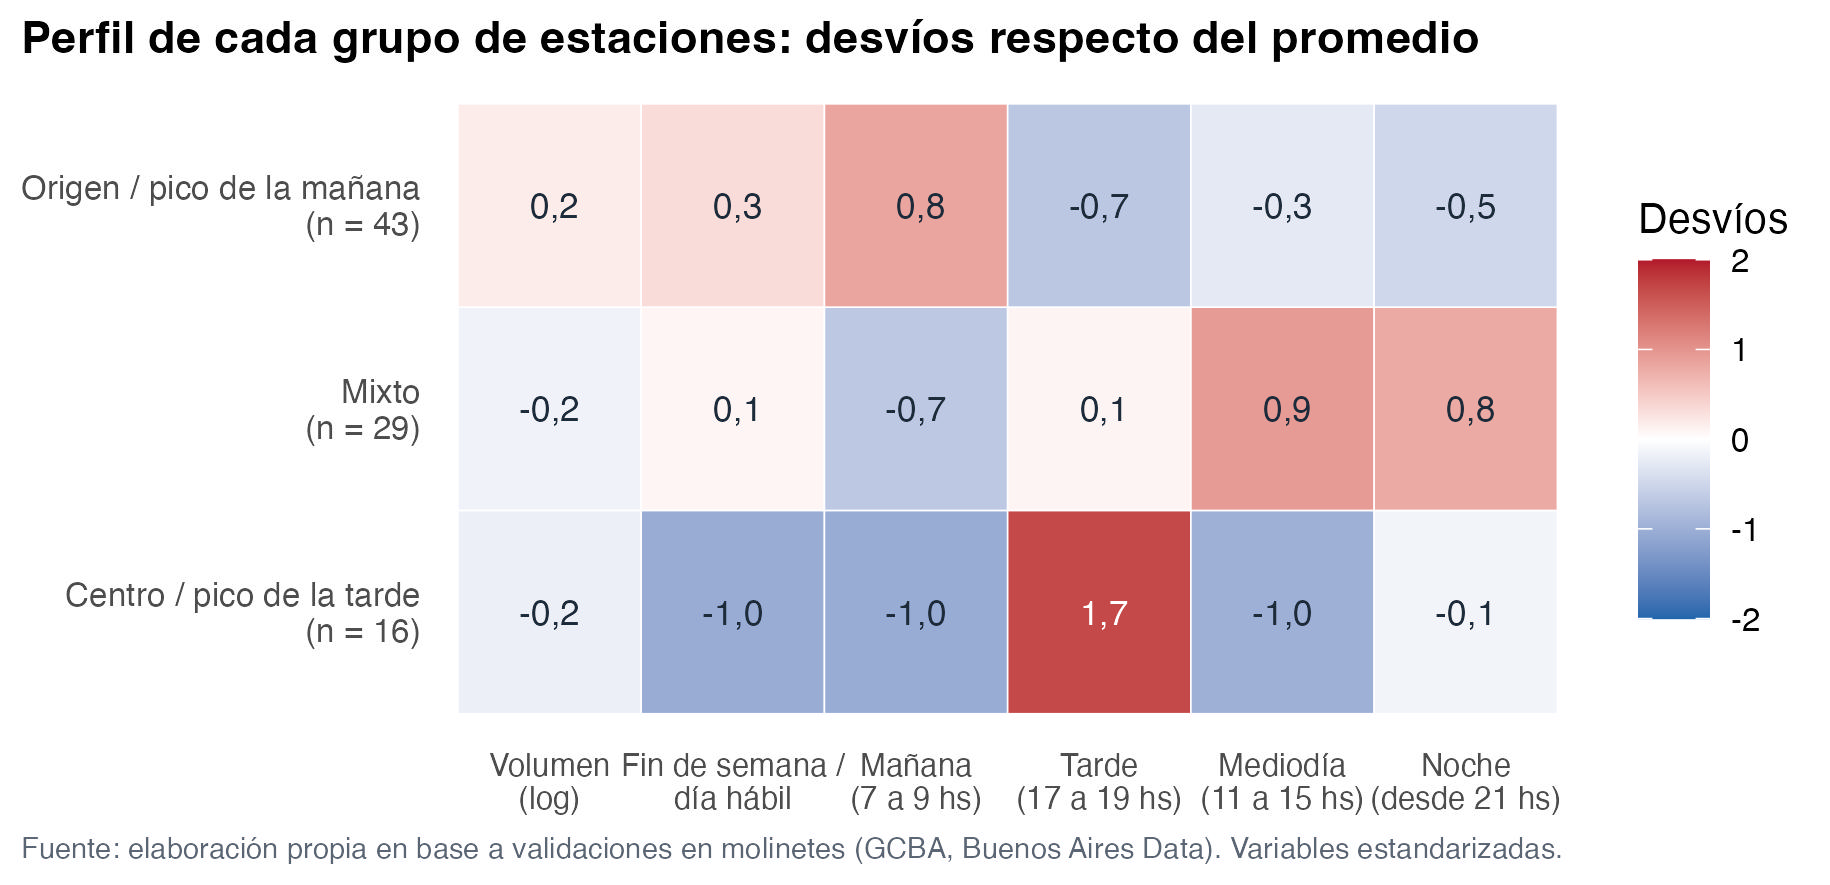 Perfil de cada grupo de estaciones: desvíos respecto del promedio
Origen / pico de la mañana
(n = 43)
0,2
0,3
0,8
-0,7
-0,3
-0,5
Mixto
(n = 29)
-0,2
0,1
-0,7
0,1
0,9
0,8
Centro / pico de la tarde
(n = 16)
-0,2
-1,0
-1,0
1,7
-1,0
-0,1
Volumen
(log)
Fin de semana /
día hábil
Mañana
(7 a 9 hs)
Tarde
(17 a 19 hs)
Mediodía
(11 a 15 hs)
Noche
(desde 21 hs)
Desvíos
2
1
0
-1
-2
Fuente: elaboración propia en base a validaciones en molinetes (GCBA, Buenos Aires Data). Variables estandarizadas.